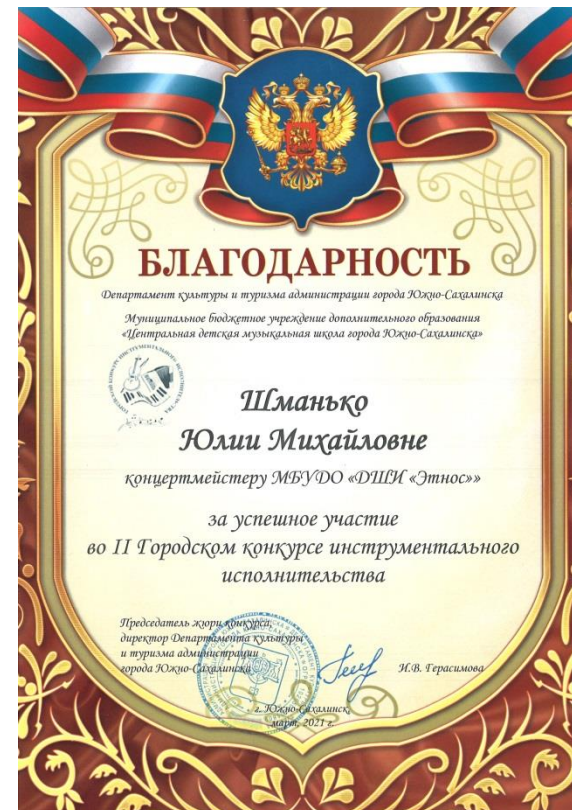 БЛАГОДАРНОСТЬ
Департамент культуры и туризма администрации города Южно-Сахалинска
Муниципальное бюджетное учреждение дополнительного образования
«Центральная детская музыкальная школа города Южно-Сахалинска»
Шманько
Юлии Михайловне
концертмейстеру МБУДО «ДШИ «Этнос»»
за успешное участие
во II Городском конкурсе инструментального
исполнительства
Председатель жюри конкурса,
директор Департамента культуры
и туризма администрации
города Южно-Сахалинска
И.В. Герасимова
г. Южно-Сахалинск,
март, 2021 г.